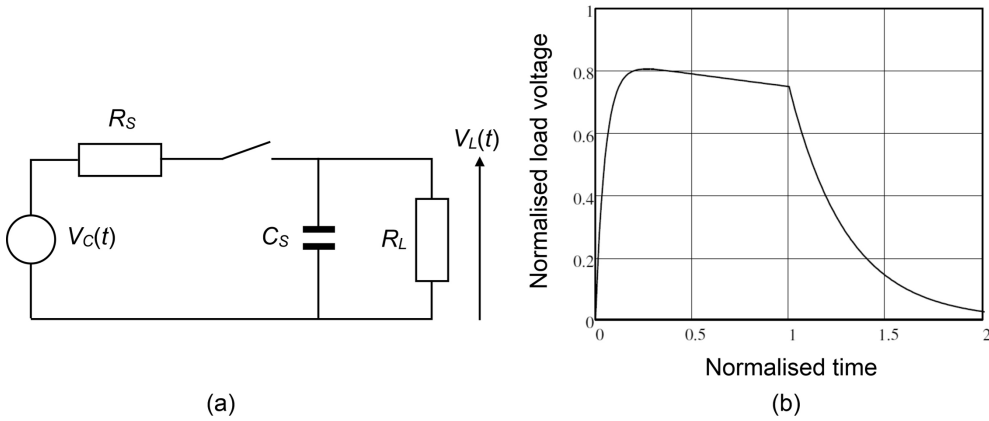 R_S
V_C(t)
C_S
R_L
V_L(t)
(a)
Normalised load voltage
1
0.8
0.6
0.4
0.2
0
0
0.5
1
1.5
2
Normalised time
(b)